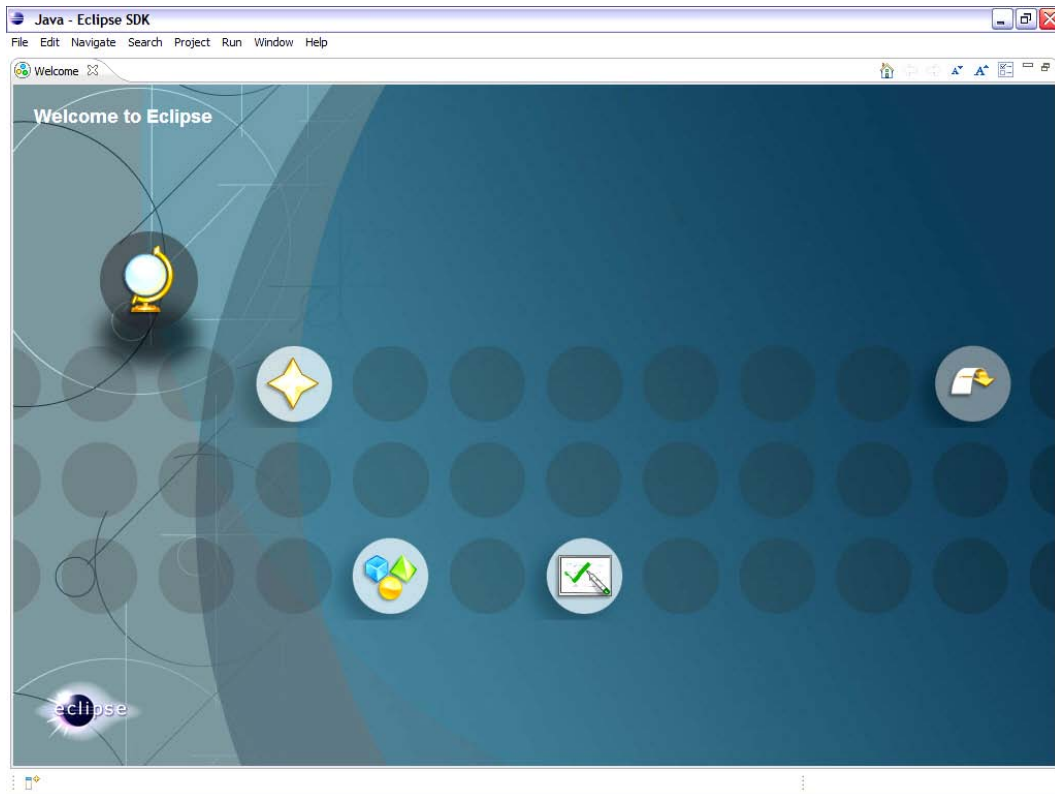 Java - Eclipse SDK
File Edit Navigate Search Project Run Window Help
Welcome
Welcome to Eclipse
eclipse